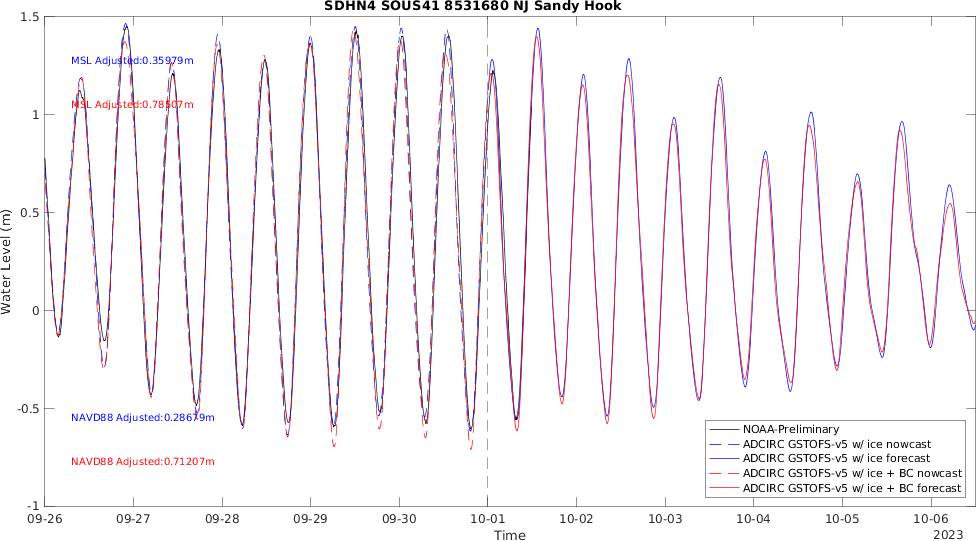 SDHN4 SOUS41 8531680 NJ Sandy Hook
1.5
1
0.5
0
-0.5
-1
Water Level (m)
MSL Adjusted:0.35979m
MSL Adjusted:0.78507m
NAVD88 Adjusted:0.28679m
NAVD88 Adjusted:0.71207m
NOAA-Preliminary
ADCIRC GSTOFS-v5 w/ ice nowcast
ADCIRC GSTOFS-v5 w/ ice forecast
ADCIRC GSTOFS-v5 w/ ice + BC nowcast
ADCIRC GSTOFS-v5 w/ ice + BC forecast
09-26 09-27 09-28 09-29 09-30 10-01 10-02 10-03 10-04 10-05 10-06
Time
2023